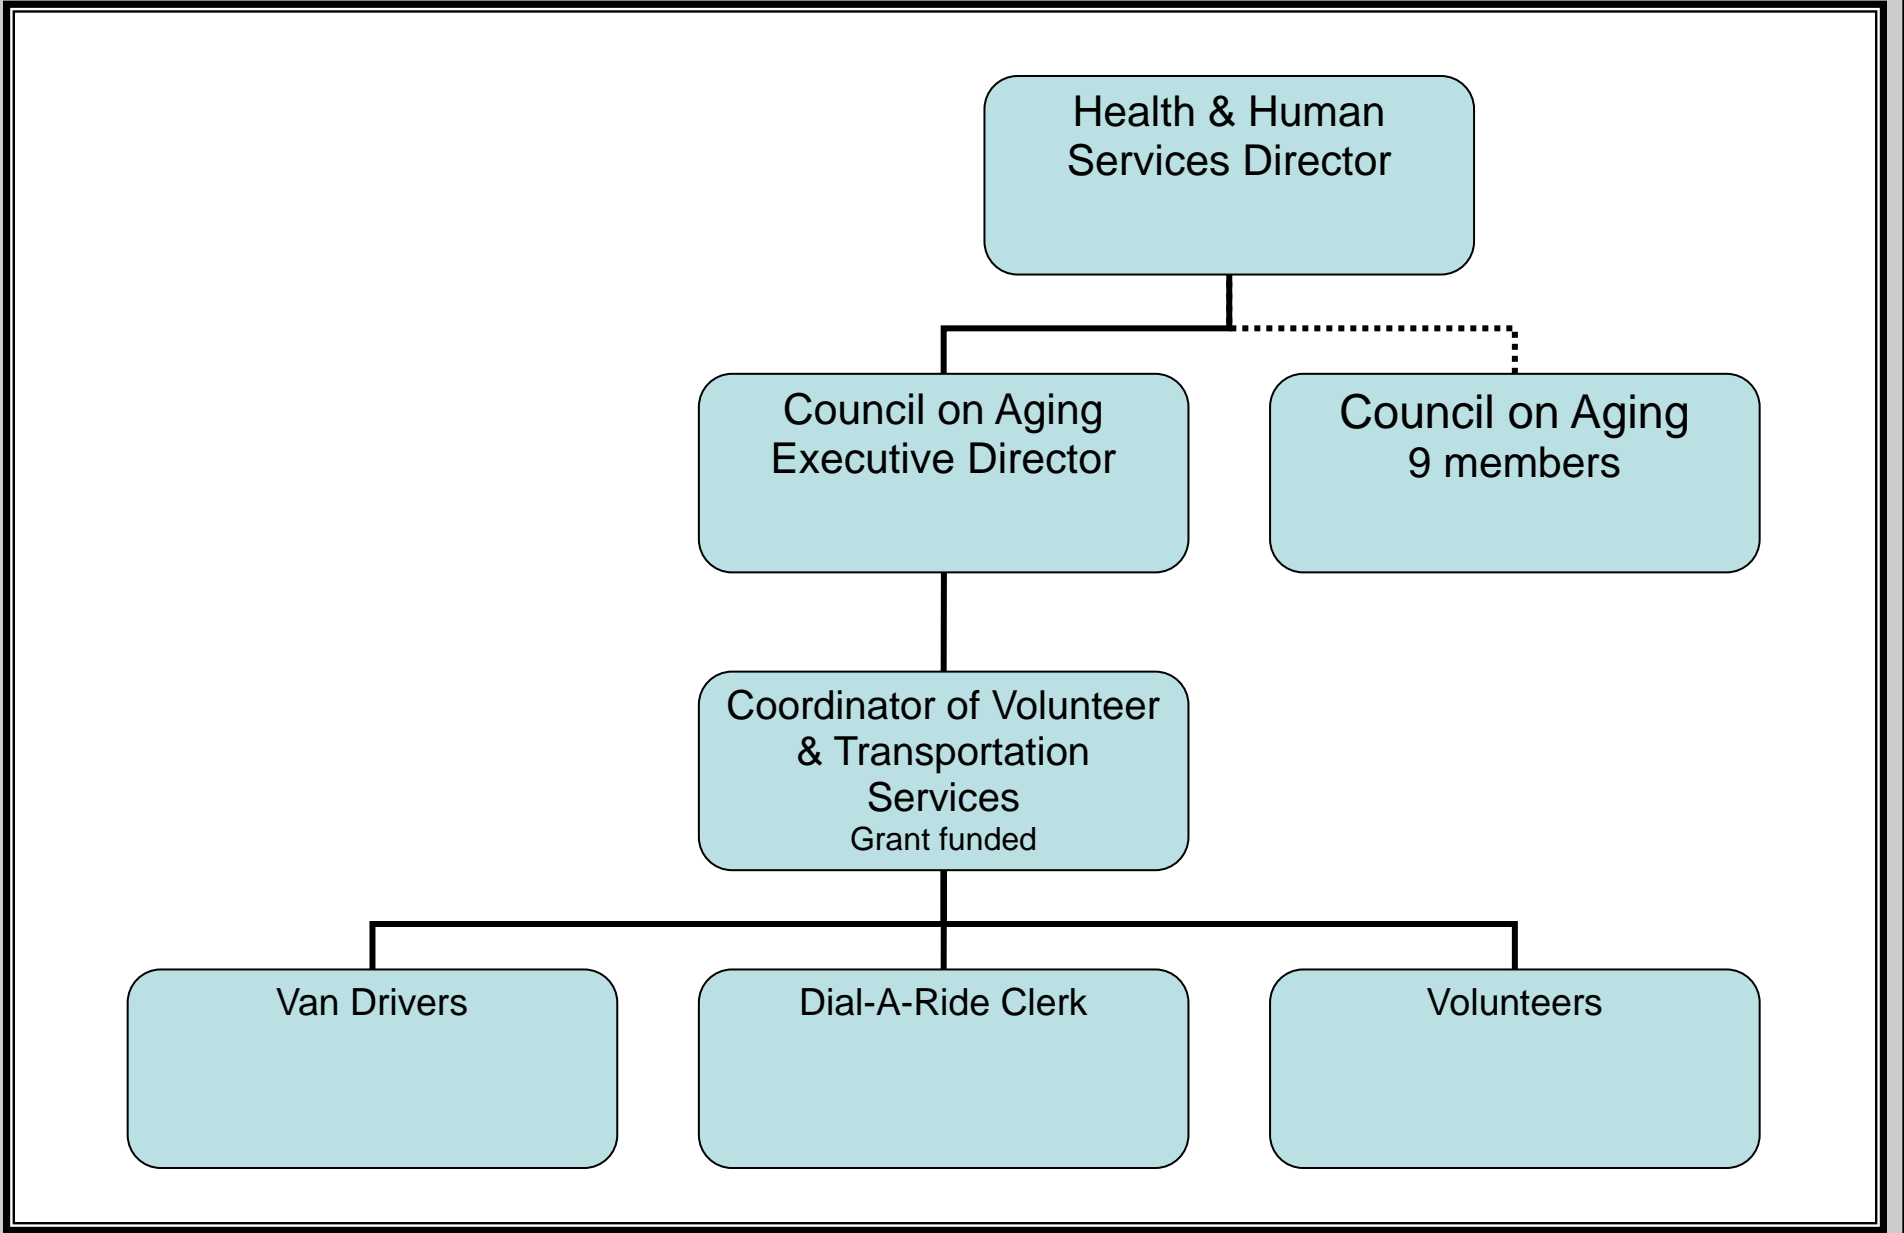 Health & Human
Services Director
Council on Aging
Executive Director
Council on Aging
9 members
Coordinator of Volunteer
& Transportation
Services
Grant funded
Van Drivers
Dial-A-Ride Clerk
Volunteers